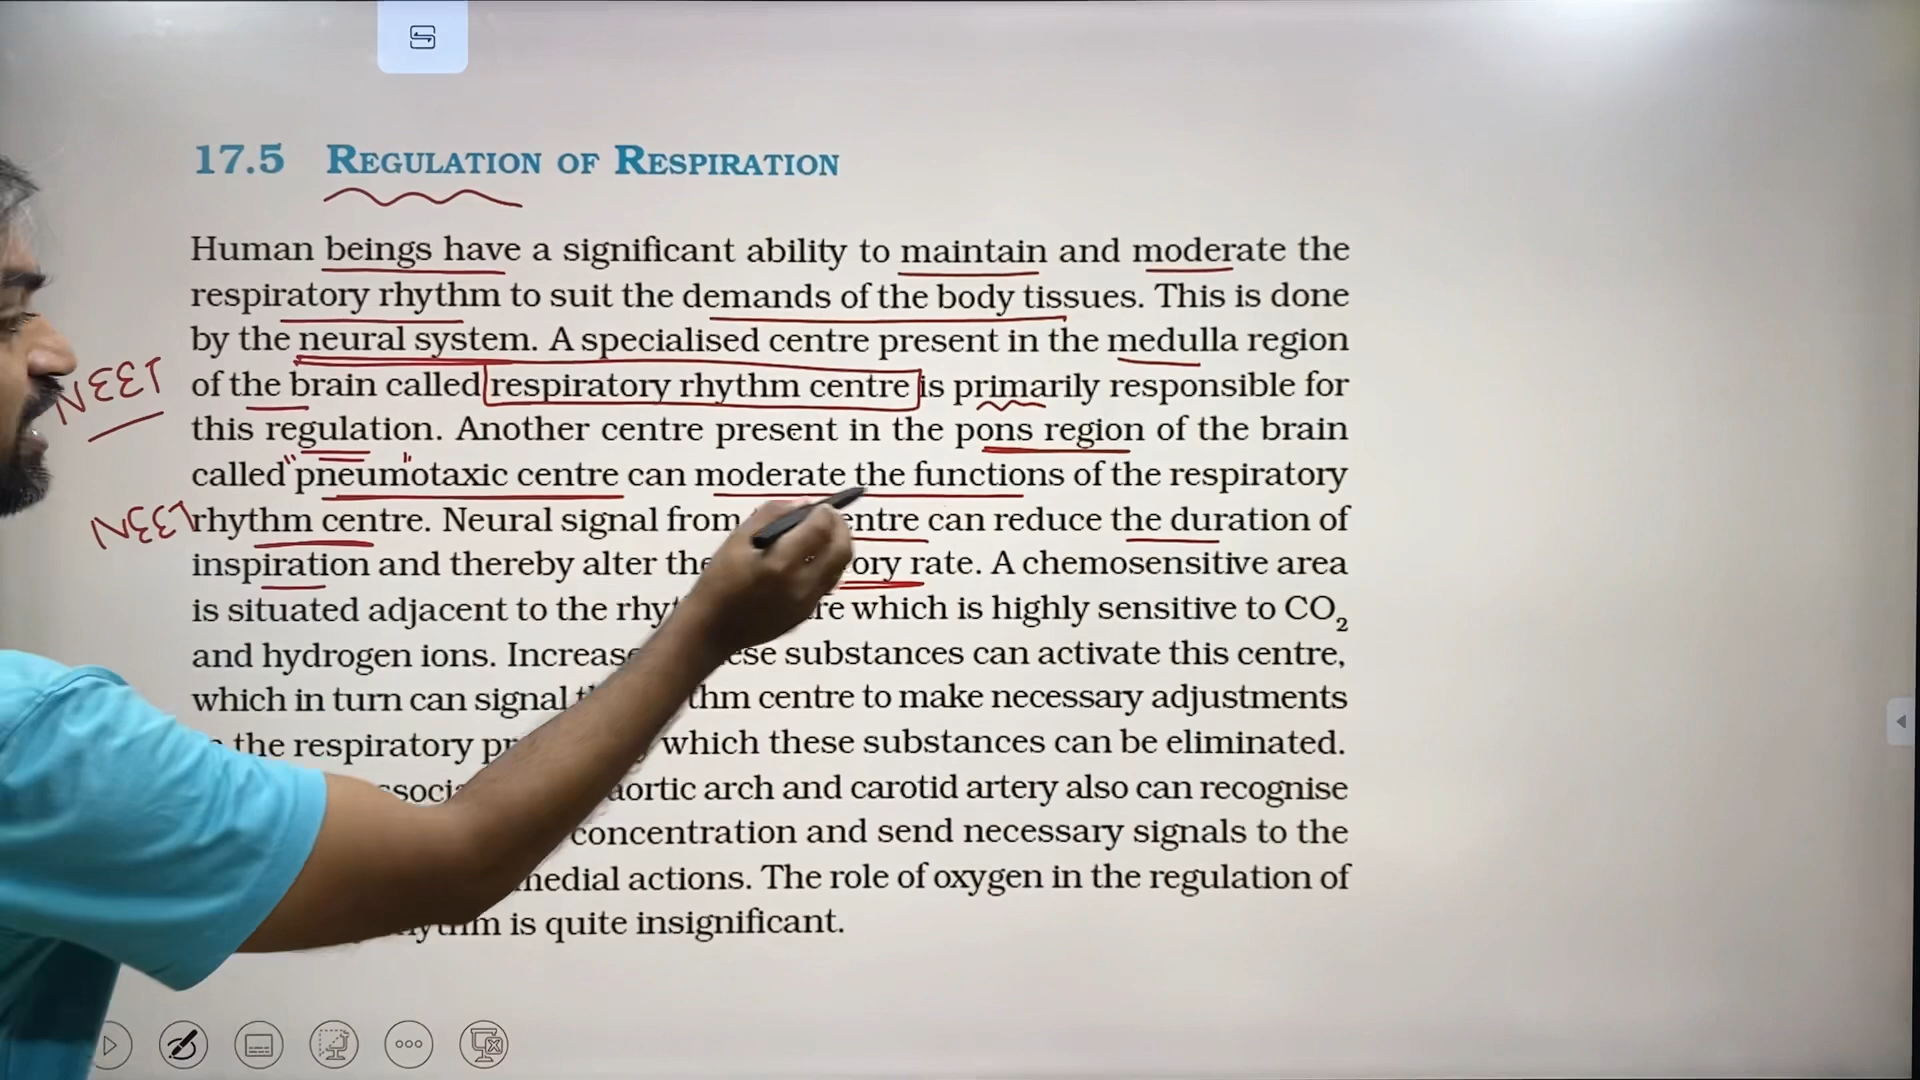 17.5 REGULATION OF RESPIRATION
Human beings have a significant ability to maintain and moderate the
respiratory rhythm to suit the demands of the body tissues. This is done
by the neural system. A specialised centre present in the medulla region
NEET
of the brain called respiratory rhythm centre is primarily responsible for
this regulation. Another centre present in the pons region of the brain
called "pneum"otaxic centre can moderate the functions of the respiratory
NEET
rhythm centre. Neural signal from centre can reduce the duration of
inspiration and thereby alter the rate. A chemosensitive area
is situated adjacent to the which is highly sensitive to CO₂
and hydrogen ions. Increase substances can activate this centre,
which in turn can signal centre to make necessary adjustments
the respiratory which these substances can be eliminated.
aortic arch and carotid artery also can recognise
concentration and send necessary signals to the
actions. The role of oxygen in the regulation of
is quite insignificant.